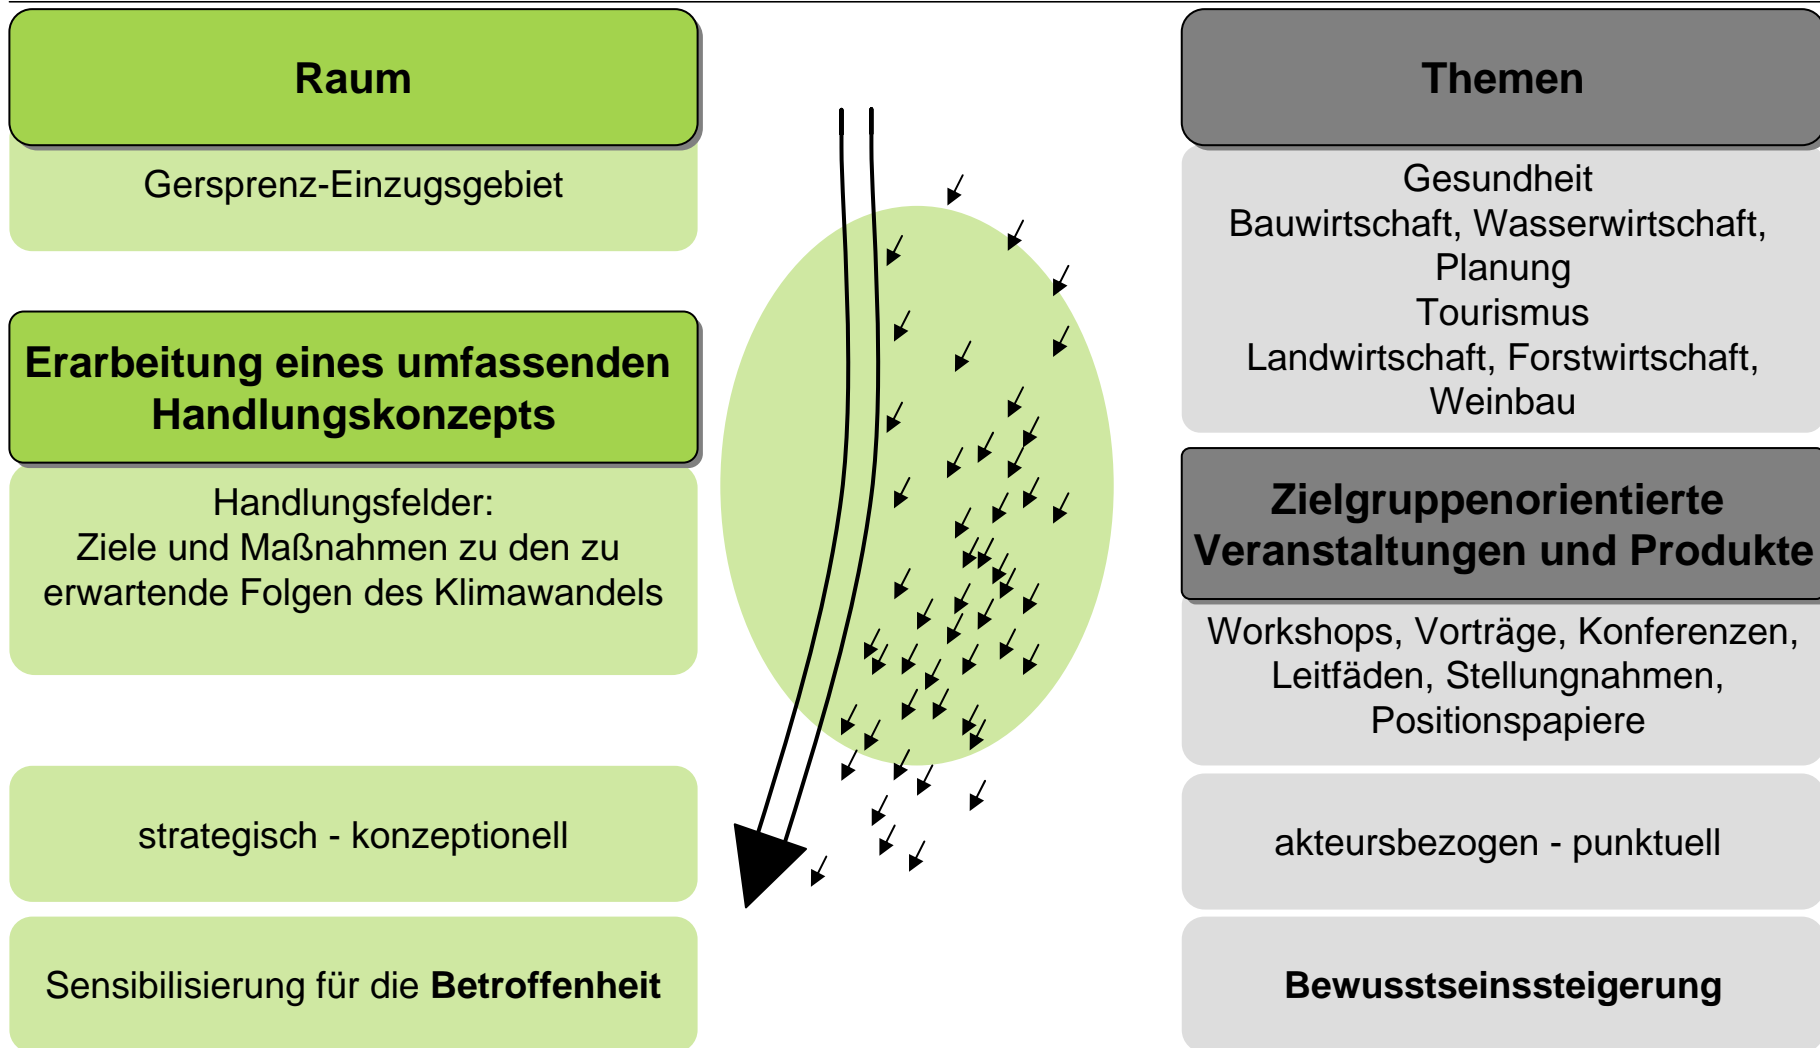 Raum
Gersprenz-Einzugsgebiet
Erarbeitung eines umfassenden
Handlungskonzepts
Handlungsfelder:
Ziele und Maßnahmen zu den zu
erwartende Folgen des Klimawandels
strategisch - konzeptionell
Sensibilisierung für die Betroffenheit
Themen
Gesundheit
Bauwirtschaft, Wasserwirtschaft,
Planung
Tourismus
Landwirtschaft, Forstwirtschaft,
Weinbau
Zielgruppenorientierte
Veranstaltungen und Produkte
Workshops, Vorträge, Konferenzen,
Leitfäden, Stellungnahmen,
Positionspapiere
akteursbezogen - punktuell
Bewusstseinssteigerung